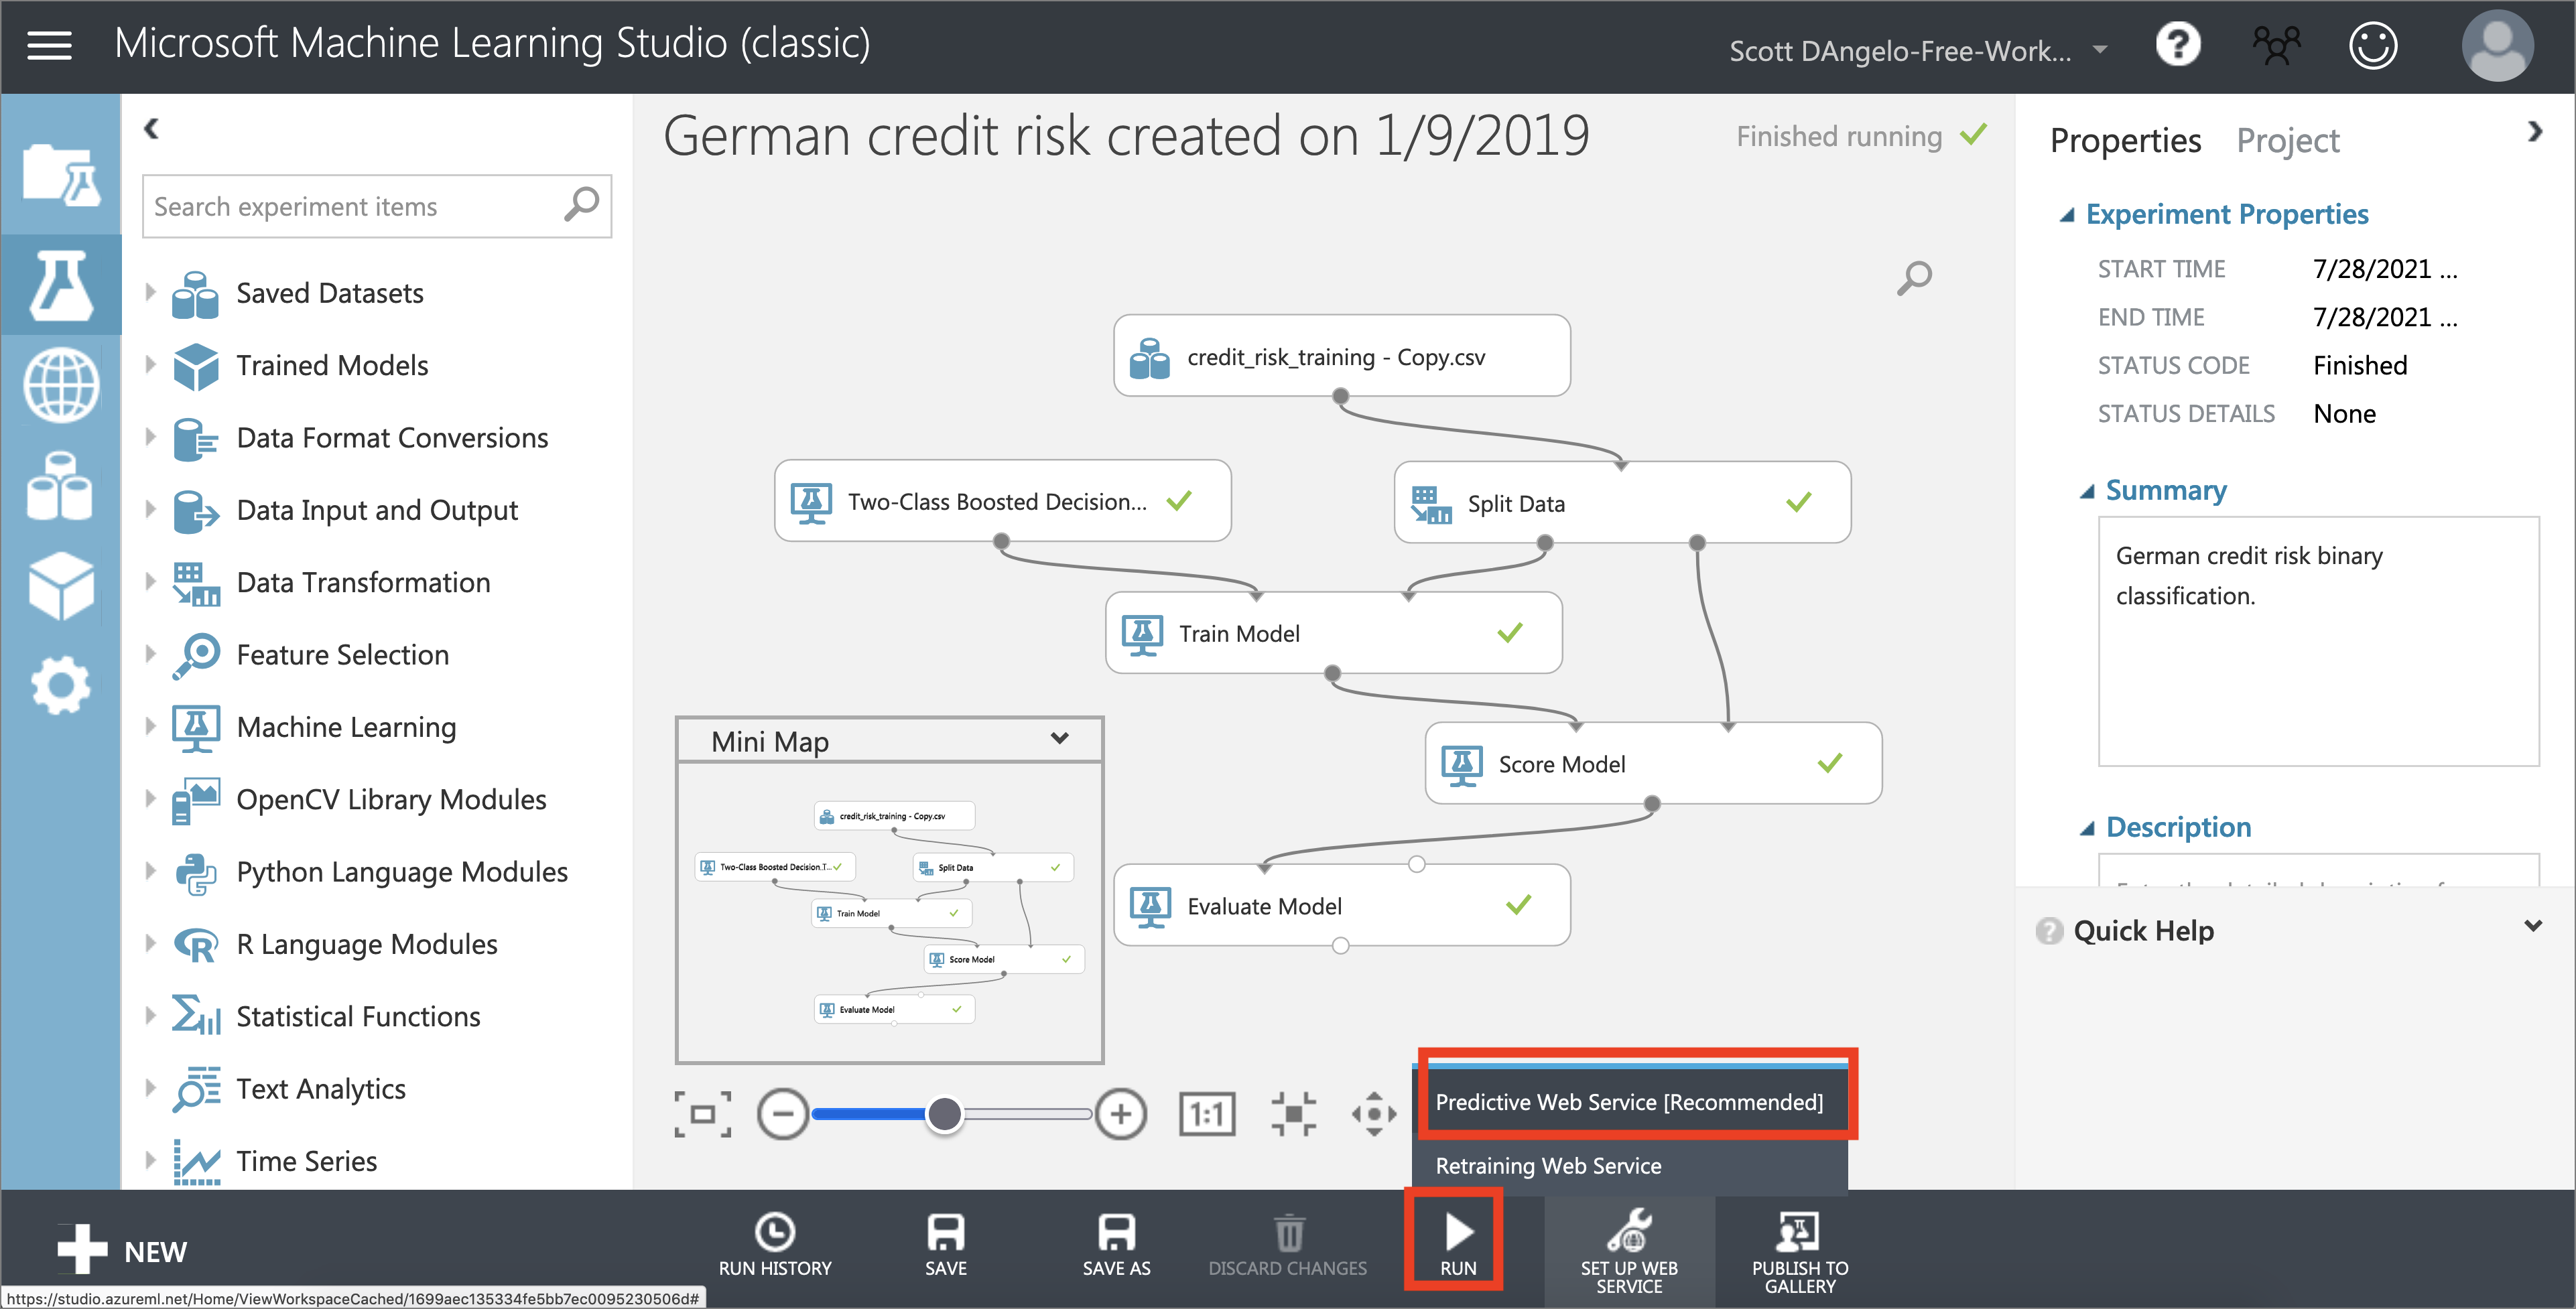 Microsoft Machine Learning Studio (classic)
Scott DAngelo-Free-Work...
?
Search experiment items
Saved Datasets
Trained Models
Data Format Conversions
Data Input and Output
Data Transformation
Feature Selection
Machine Learning
OpenCV Library Modules
Python Language Modules
R Language Modules
Statistical Functions
Text Analytics
Time Series
German credit risk created on 1/9/2019
Finished running
credit_risk_training - Copy.csv
Two-Class Boosted Decision...
Split Data
Train Model
Score Model
Evaluate Model
Mini Map
credit_risk_training - Copy.csv
Two-Class Boosted Decision T...
Split Data
Train Model
Score Model
Evaluate Model
1:1
Predictive Web Service [Recommended]
Retraining Web Service
Properties
Project
Experiment Properties
START TIME 7/28/2021 ...
END TIME 7/28/2021 ...
STATUS CODE Finished
STATUS DETAILS None
Summary
German credit risk binary
classification.
Description
? Quick Help
NEW
RUN HISTORY
SAVE
SAVE AS
DISCARD CHANGES
RUN
SET UP WEB
SERVICE
PUBLISH TO
GALLERY
https://studio.azureml.net/Home/ViewWorkspaceCached/1699aec135334fe5bb7ec0095230506d#